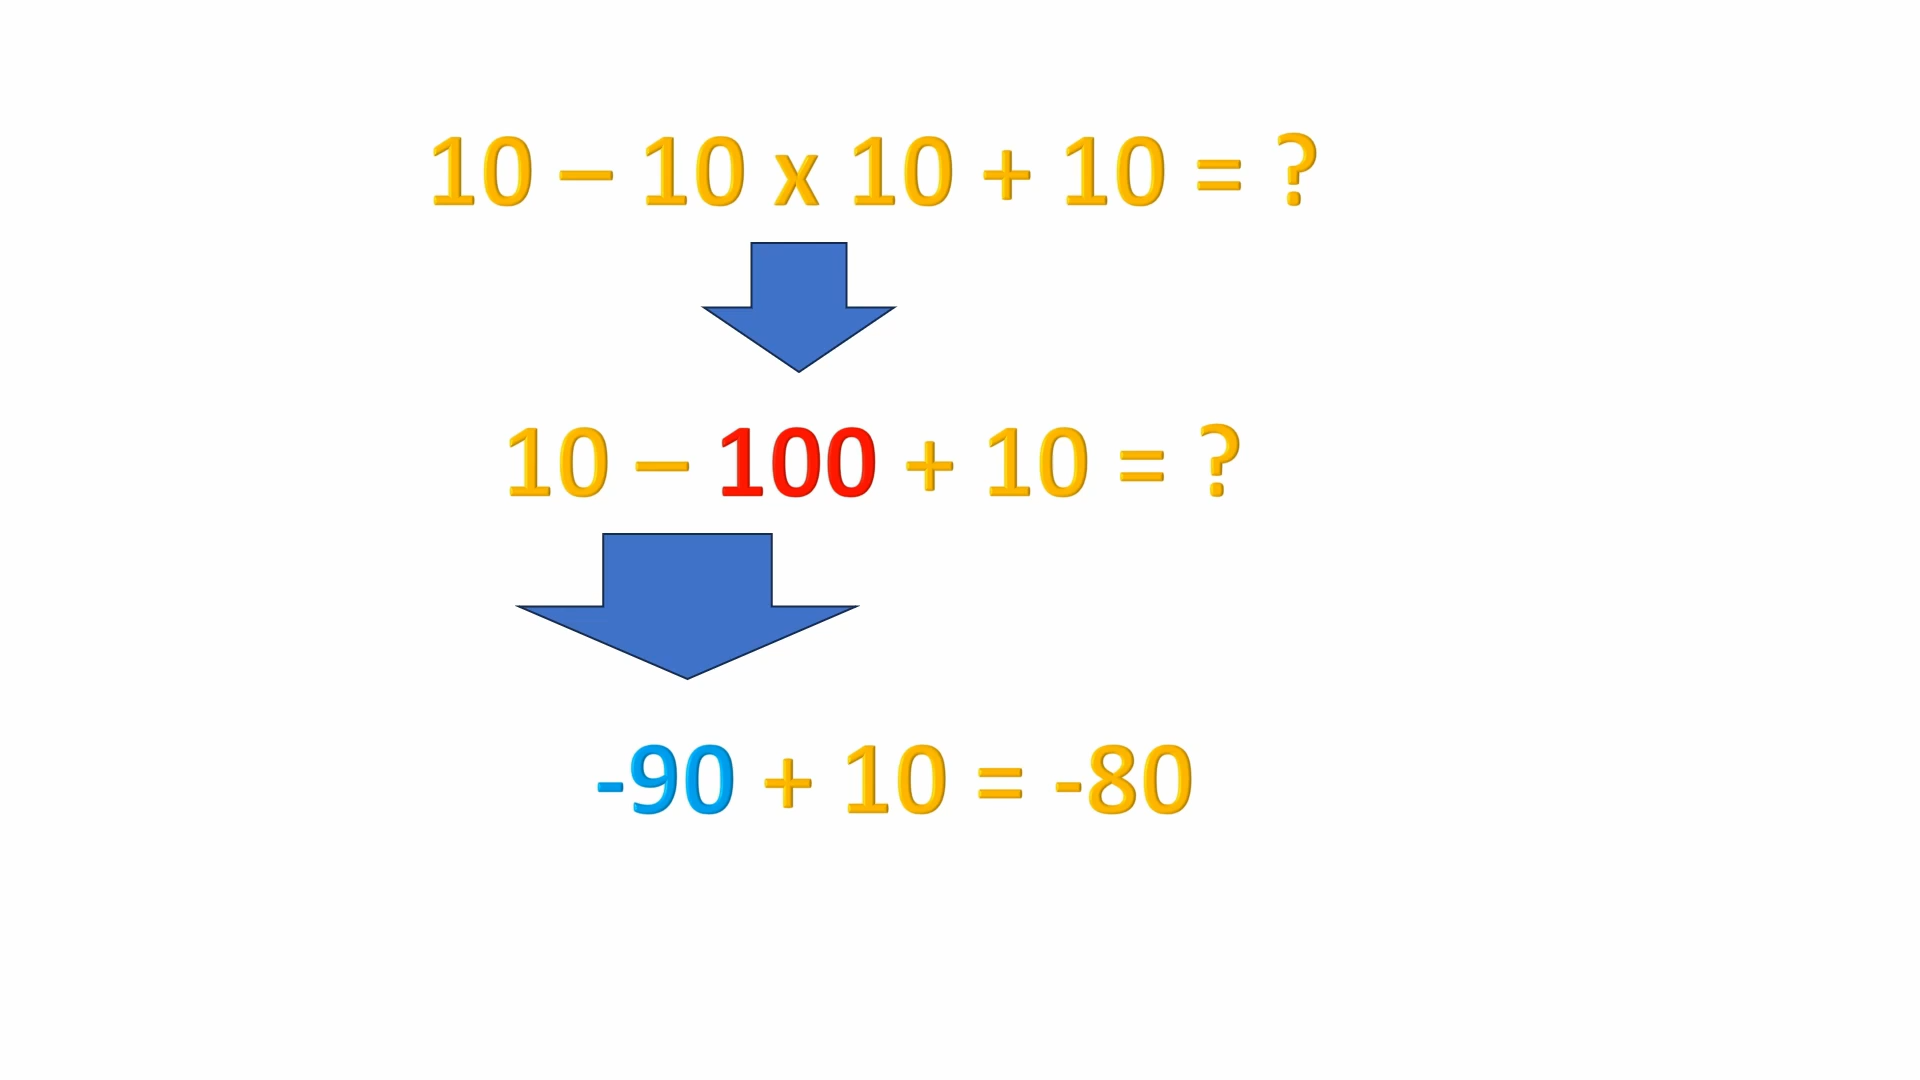 10 – 10 x 10 + 10 = ?
10 – 100 + 10 = ?
-90 + 10 = -80